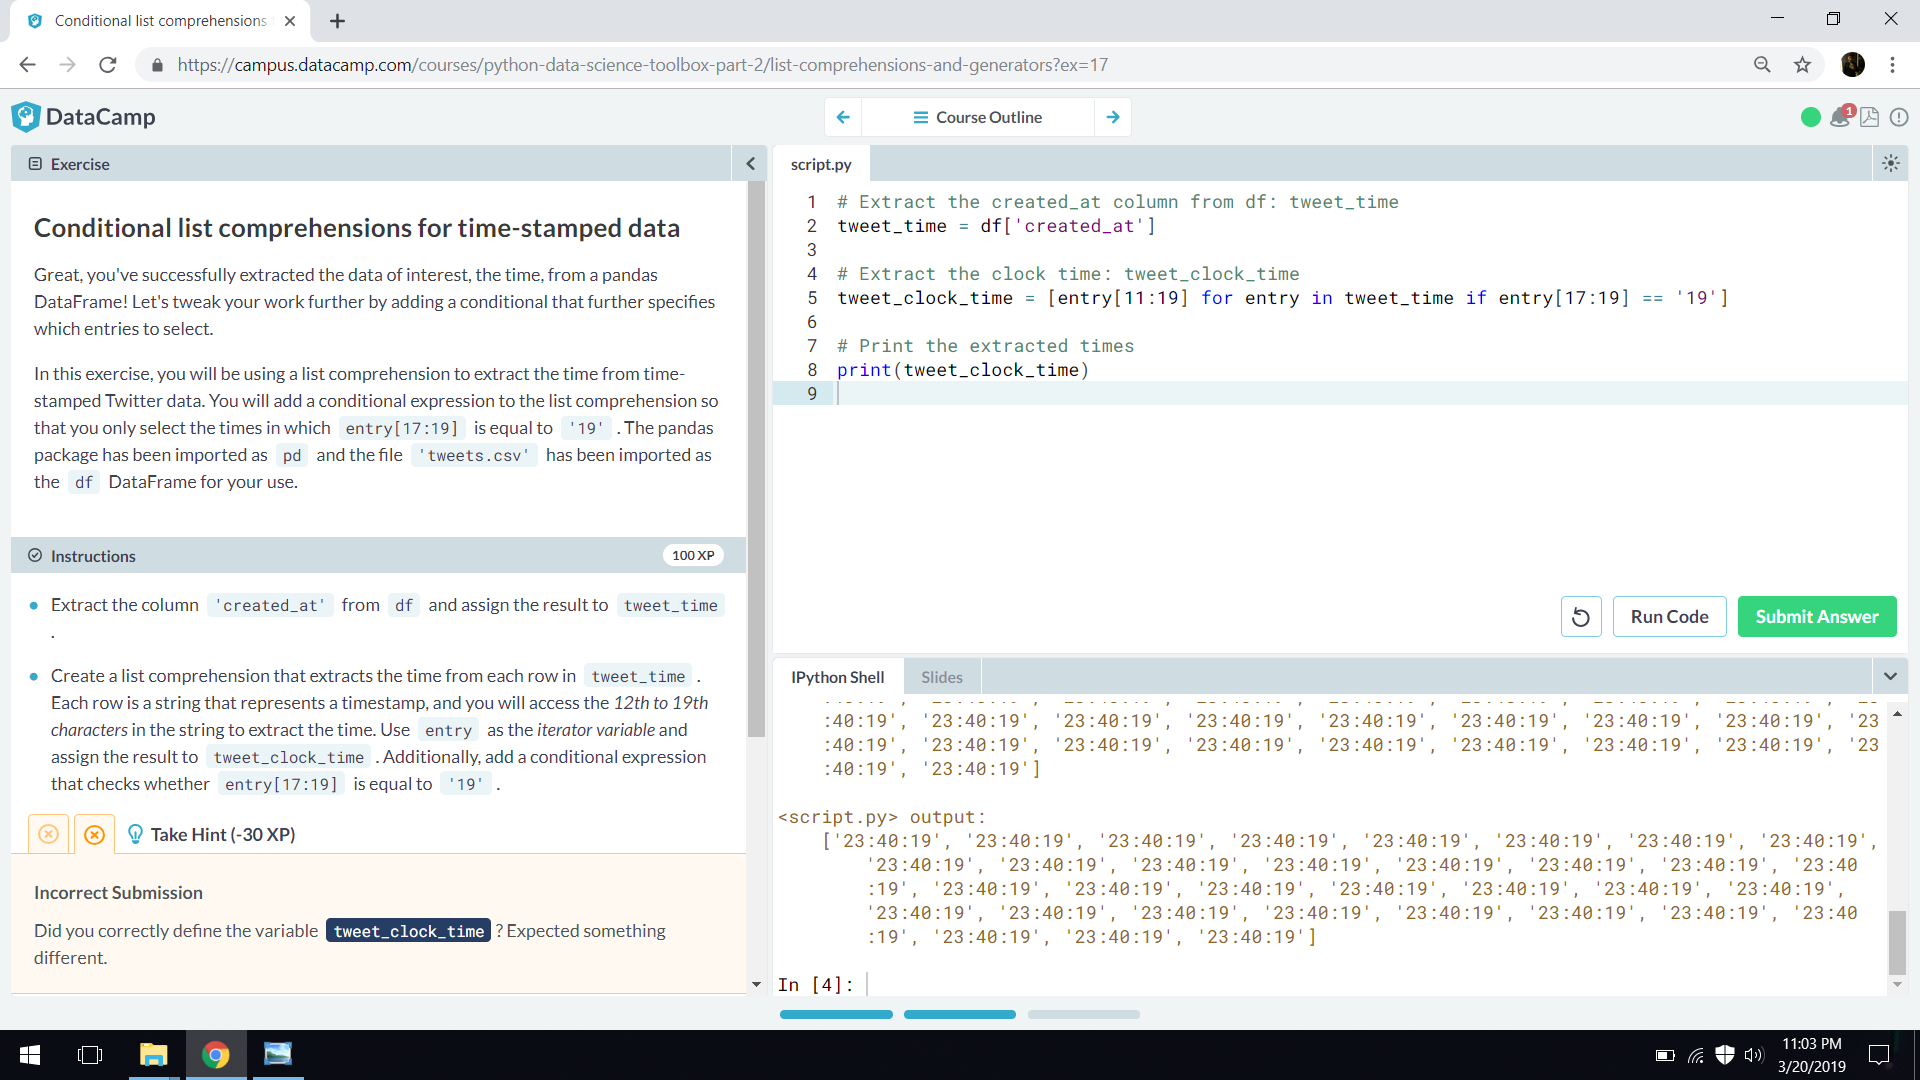 Conditional list comprehensions
https://campus.datacamp.com/courses/python-data-science-toolbox-part-2/list-comprehensions-and-generators?ex=17
DataCamp
Course Outline
1
Exercise
Conditional list comprehensions for time-stamped data
Great, you've successfully extracted the data of interest, the time, from a pandas
DataFrame! Let's tweak your work further by adding a conditional that further specifies
which entries to select.
In this exercise, you will be using a list comprehension to extract the time from time-
stamped Twitter data. You will add a conditional expression to the list comprehension so
that you only select the times in which entry[17:19] is equal to '19' . The pandas
package has been imported as pd and the file 'tweets.csv' has been imported as
the df DataFrame for your use.
Instructions
100 XP
Extract the column 'created_at' from df and assign the result to tweet_time
.
Create a list comprehension that extracts the time from each row in tweet_time .
Each row is a string that represents a timestamp, and you will access the 12th to 19th
characters in the string to extract the time. Use entry as the iterator variable and
assign the result to tweet_clock_time . Additionally, add a conditional expression
that checks whether entry[17:19] is equal to '19' .
Take Hint (-30 XP)
Incorrect Submission
Did you correctly define the variable tweet_clock_time ? Expected something
different.
script.py
1 # Extract the created_at column from df: tweet_time
2 tweet_time = df['created_at']
3
4 # Extract the clock time: tweet_clock_time
5 tweet_clock_time = [entry[11:19] for entry in tweet_time if entry[17:19] == '19']
6
7 # Print the extracted times
8 print(tweet_clock_time)
9
Run Code
Submit Answer
IPython Shell
Slides
:40:19', '23:40:19', '23:40:19', '23:40:19', '23:40:19', '23:40:19', '23:40:19', '23:40:19', '23
:40:19', '23:40:19', '23:40:19', '23:40:19', '23:40:19', '23:40:19', '23:40:19', '23:40:19', '23
:40:19', '23:40:19']
<script.py> output:
['23:40:19', '23:40:19', '23:40:19', '23:40:19', '23:40:19', '23:40:19', '23:40:19', '23:40:19',
'23:40:19', '23:40:19', '23:40:19', '23:40:19', '23:40:19', '23:40:19', '23:40:19', '23:40
:19', '23:40:19', '23:40:19', '23:40:19', '23:40:19', '23:40:19', '23:40:19', '23:40:19',
'23:40:19', '23:40:19', '23:40:19', '23:40:19', '23:40:19', '23:40:19', '23:40:19', '23:40
:19', '23:40:19', '23:40:19', '23:40:19']
In [4]:
11:03 PM
3/20/2019